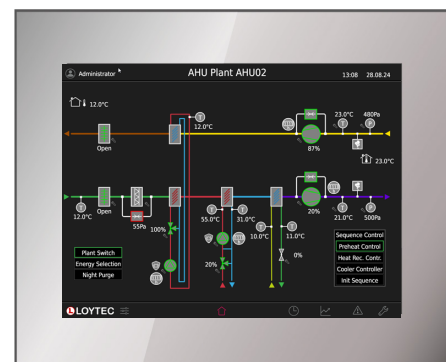 Administrator
AHU Plant AHU02
13:08 28.08.24
12.0°C
T
12.0°C
T
23.0°C
P
480Pa
Open
87%
23.0°C
Open
T
12.0°C
55Pa
100%
T
55.0°C
T
31.0°C
T
10.0°C
T
11.0°C
20%
T
21.0°C
P
500Pa
20%
0%
Plant Switch
Energy Selection
Night Purge
Sequence Control
Preheat Control
Heat Rec. Contr.
Cooler Controller
Init Sequence
LOYTEC